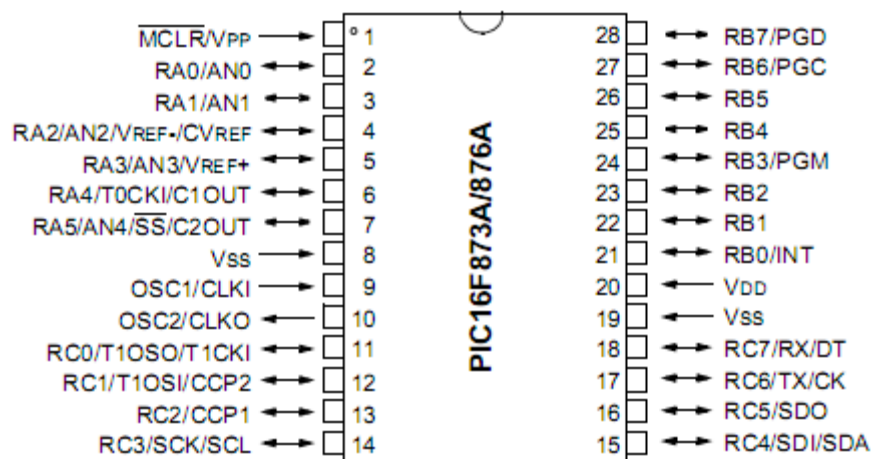 MCLR/VPP 1 28 RB7/PGD
RA0/AN0 2 27 RB6/PGC
RA1/AN1 3 26 RB5
RA2/AN2/VREF-/CVREF 4 25 RB4
RA3/AN3/VREF+ 5 24 RB3/PGM
RA4/T0CKI/C1OUT 6 23 RB2
RA5/AN4/SS/C2OUT 7 22 RB1
VSS 8 21 RB0/INT
OSC1/CLKI 9 20 VDD
OSC2/CLKO 10 19 VSS
RC0/T1OSO/T1CKI 11 18 RC7/RX/DT
RC1/T1OSI/CCP2 12 17 RC6/TX/CK
RC2/CCP1 13 16 RC5/SDO
RC3/SCK/SCL 14 15 RC4/SDI/SDA
PIC16F873A/876A